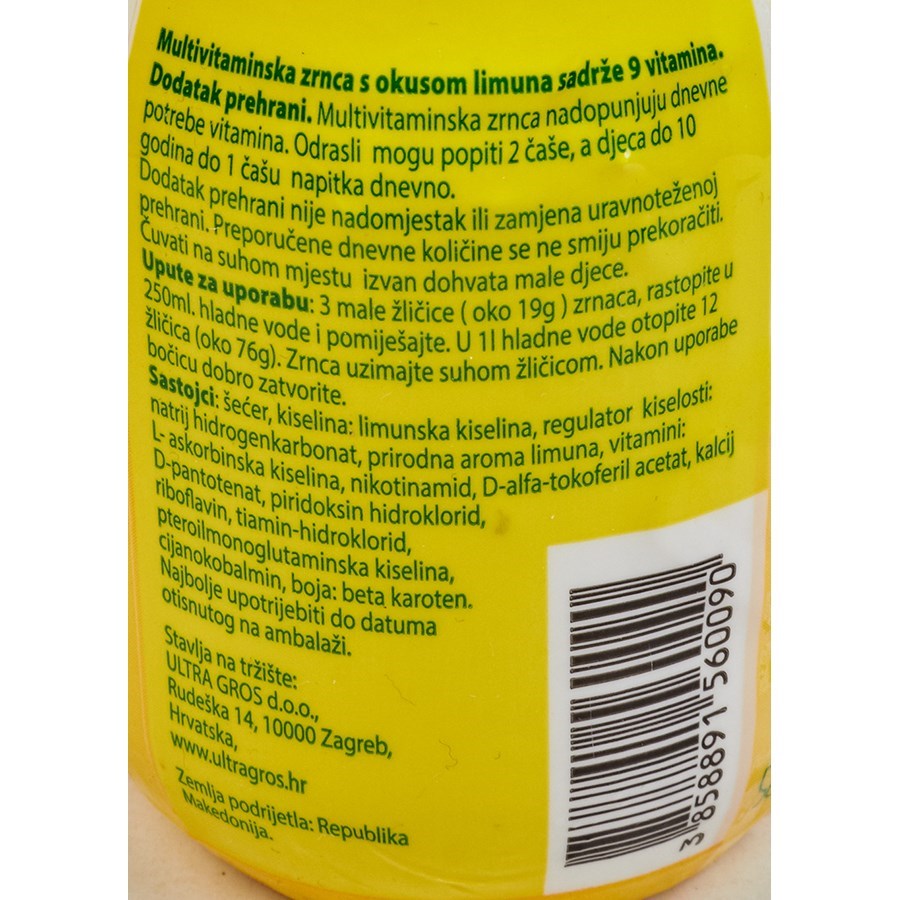 Multivitaminska zrnca s okusom limuna sadrže 9 vitamina.
Dodatak prehrani. Multivitaminska zrnca nadopunjuju dnevne
potrebe vitamina. Odrasli mogu popiti 2 čaše, a djeca do 10
godina do 1 čašu napitka dnevno.
Dodatak prehrani nije nadomjestak ili zamjena uravnoteženoj
prehrani. Preporučene dnevne količine se ne smiju prekoračiti.
Čuvati na suhom mjestu izvan dohvata male djece.
Upute za uporabu: 3 male žličice ( oko 19g ) zrnaca, rastopite u
250ml. hladne vode i pomiješajte. U 1l hladne vode otopite 12
žličica (oko 76g). Zrnca uzimajte suhom žličicom. Nakon uporabe
bočicu dobro zatvorite.
Sastojci: šećer, kiselina: limunska kiselina, regulator kiselosti:
natrij hidrogenkarbonat, prirodna aroma limuna, vitamini:
L- askorbinska kiselina, nikotinamid, D-alfa-tokoferil acetat, kalcij
D-pantotenat, piridoksin hidroklorid,
riboflavin, tiamin-hidroklorid,
pteroilmonoglutaminska kiselina,
cijanokobalmin, boja: beta karoten.
Najbolje upotrijebiti do datuma
otisnutog na ambalaži.
Stavlja na tržište:
ULTRA GROS d.o.o.,
Rudeška 14, 10000 Zagreb,
Hrvatska,
www.ultragros.hr
Zemlja podrijetla: Republika
Makedonija.
3 858891 560090